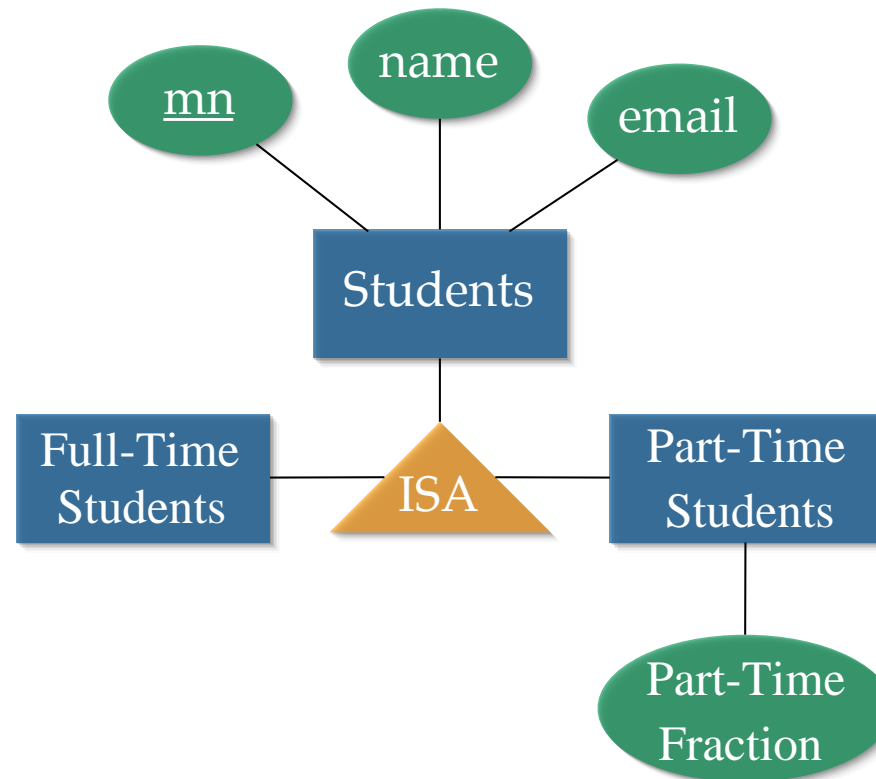 name
mn
email
Students
Full-Time
Students
ISA
Part-Time
Students
Part-Time
Fraction